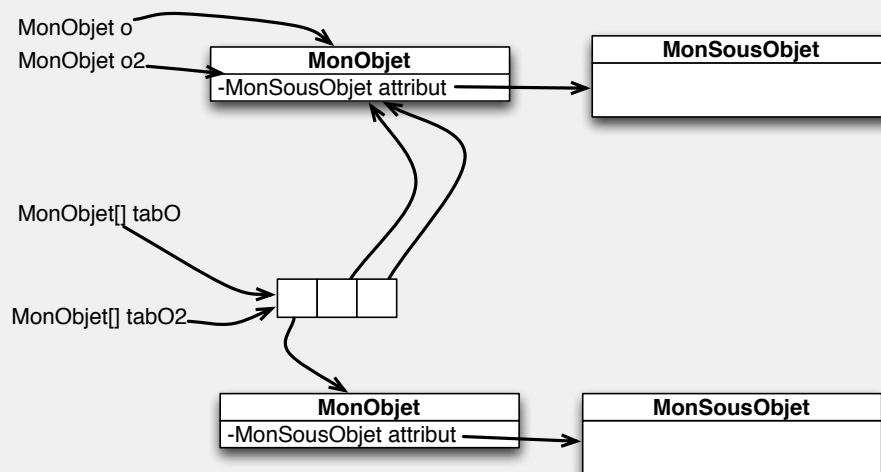 MonObjet o
MonObjet o2
MonObjet
-MonSousObjet attribut
MonSousObjet
MonObjet[] tabO
MonObjet[] tabO2
MonObjet
-MonSousObjet attribut
MonSousObjet